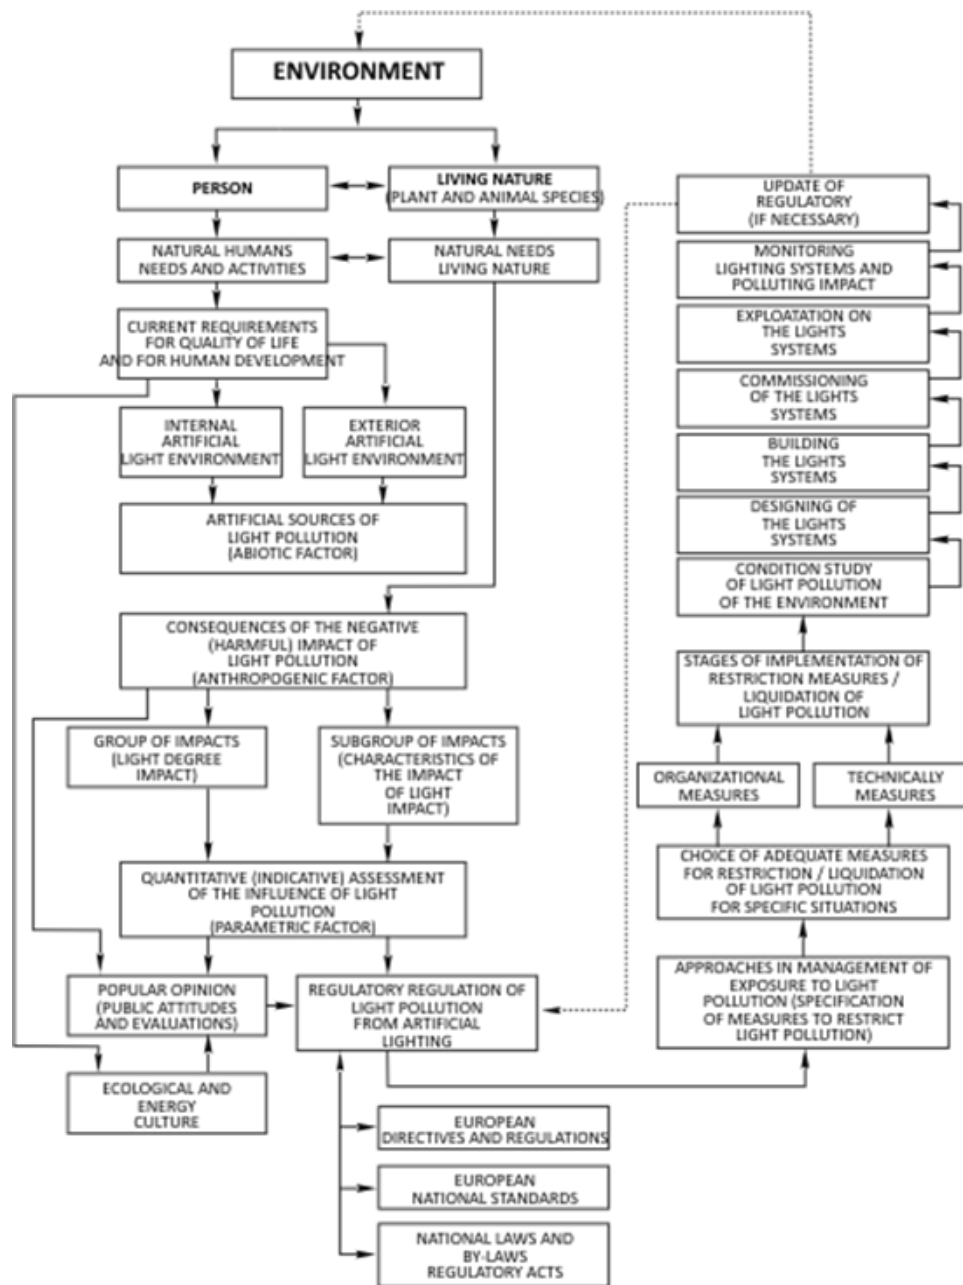 ENVIRONMENT
PERSON
LIVING NATURE
(PLANT AND ANIMAL SPECIES)
NATURAL HUMANS
NEEDS AND ACTIVITIES
NATURAL NEEDS
LIVING NATURE
CURRENT REQUIREMENTS
FOR QUALITY OF LIFE
AND FOR HUMAN DEVELOPMENT
INTERNAL
ARTIFICIAL
LIGHT ENVIRONMENT
EXTERIOR
ARTIFICIAL
LIGHT ENVIRONMENT
ARTIFICIAL SOURCES OF
LIGHT POLLUTION
(ABIOTIC FACTOR)
CONSEQUENCES OF THE NEGATIVE
(HARMFUL) IMPACT OF
LIGHT POLLUTION
(ANTHROPOGENIC FACTOR)
GROUP OF IMPACTS
(LIGHT DEGREE
IMPACT)
SUBGROUP OF IMPACTS
(CHARACTERISTICS OF
THE IMPACT
OF LIGHT
IMPACT)
QUANTITATIVE (INDICATIVE) ASSESSMENT
OF THE INFLUENCE OF LIGHT
POLLUTION
(PARAMETRIC FACTOR)
POPULAR OPINION
(PUBLIC ATTITUDES
AND EVALUATIONS)
REGULATORY REGULATION OF
LIGHT POLLUTION
FROM ARTIFICIAL
LIGHTING
ECOLOGICAL AND
ENERGY
CULTURE
EUROPEAN
DIRECTIVES AND REGULATIONS
EUROPEAN
NATIONAL STANDARDS
NATIONAL LAWS AND
BY-LAWS
REGULATORY ACTS
UPDATE OF
REGULATORY
(IF NECESSARY)
MONITORING
LIGHTING SYSTEMS AND
POLLUTING IMPACT
EXPLOATATION ON
THE LIGHTS
SYSTEMS
COMMISSIONING
OF THE LIGHTS
SYSTEMS
BUILDING
THE LIGHTS
SYSTEMS
DESIGNING OF
THE LIGHTS
SYSTEMS
CONDITION STUDY
OF LIGHT POLLUTION
OF THE ENVIRONMENT
STAGES OF IMPLEMENTATION OF
RESTRICTION MEASURES /
LIQUIDATION OF
LIGHT POLLUTION
ORGANIZATIONAL
MEASURES
TECHNICALLY
MEASURES
CHOICE OF ADEQUATE MEASURES
FOR RESTRICTION / LIQUIDATION
OF LIGHT POLLUTION
FOR SPECIFIC SITUATIONS
APPROACHES IN MANAGEMENT OF
EXPOSURE TO LIGHT
POLLUTION (SPECIFICATION
OF MEASURES TO RESTRICT
LIGHT POLLUTION)